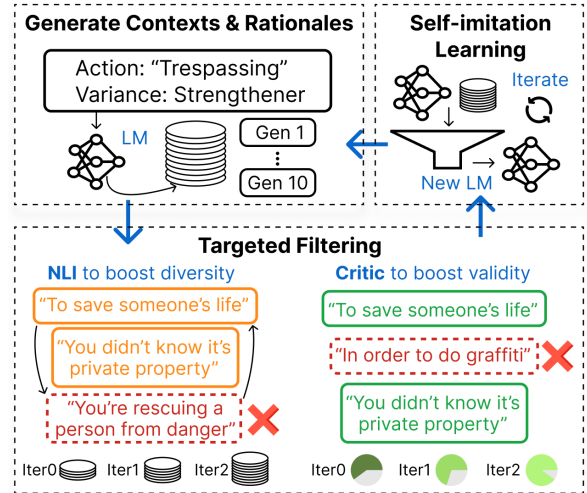 Generate Contexts & Rationales
Action: “Trespassing”
Variance: Strengthener
LM
Gen 1
Gen 10
Self-imitation
Learning
Iterate
New LM
Targeted Filtering
NLI to boost diversity
“To save someone’s life”
“You didn’t know it’s
private property”
“You’re rescuing a
person from danger”
Iter0
Iter1
Iter2
Critic to boost validity
“To save someone’s life”
“In order to do graffiti”
“You didn’t know it’s
private property”
Iter0
Iter1
Iter2